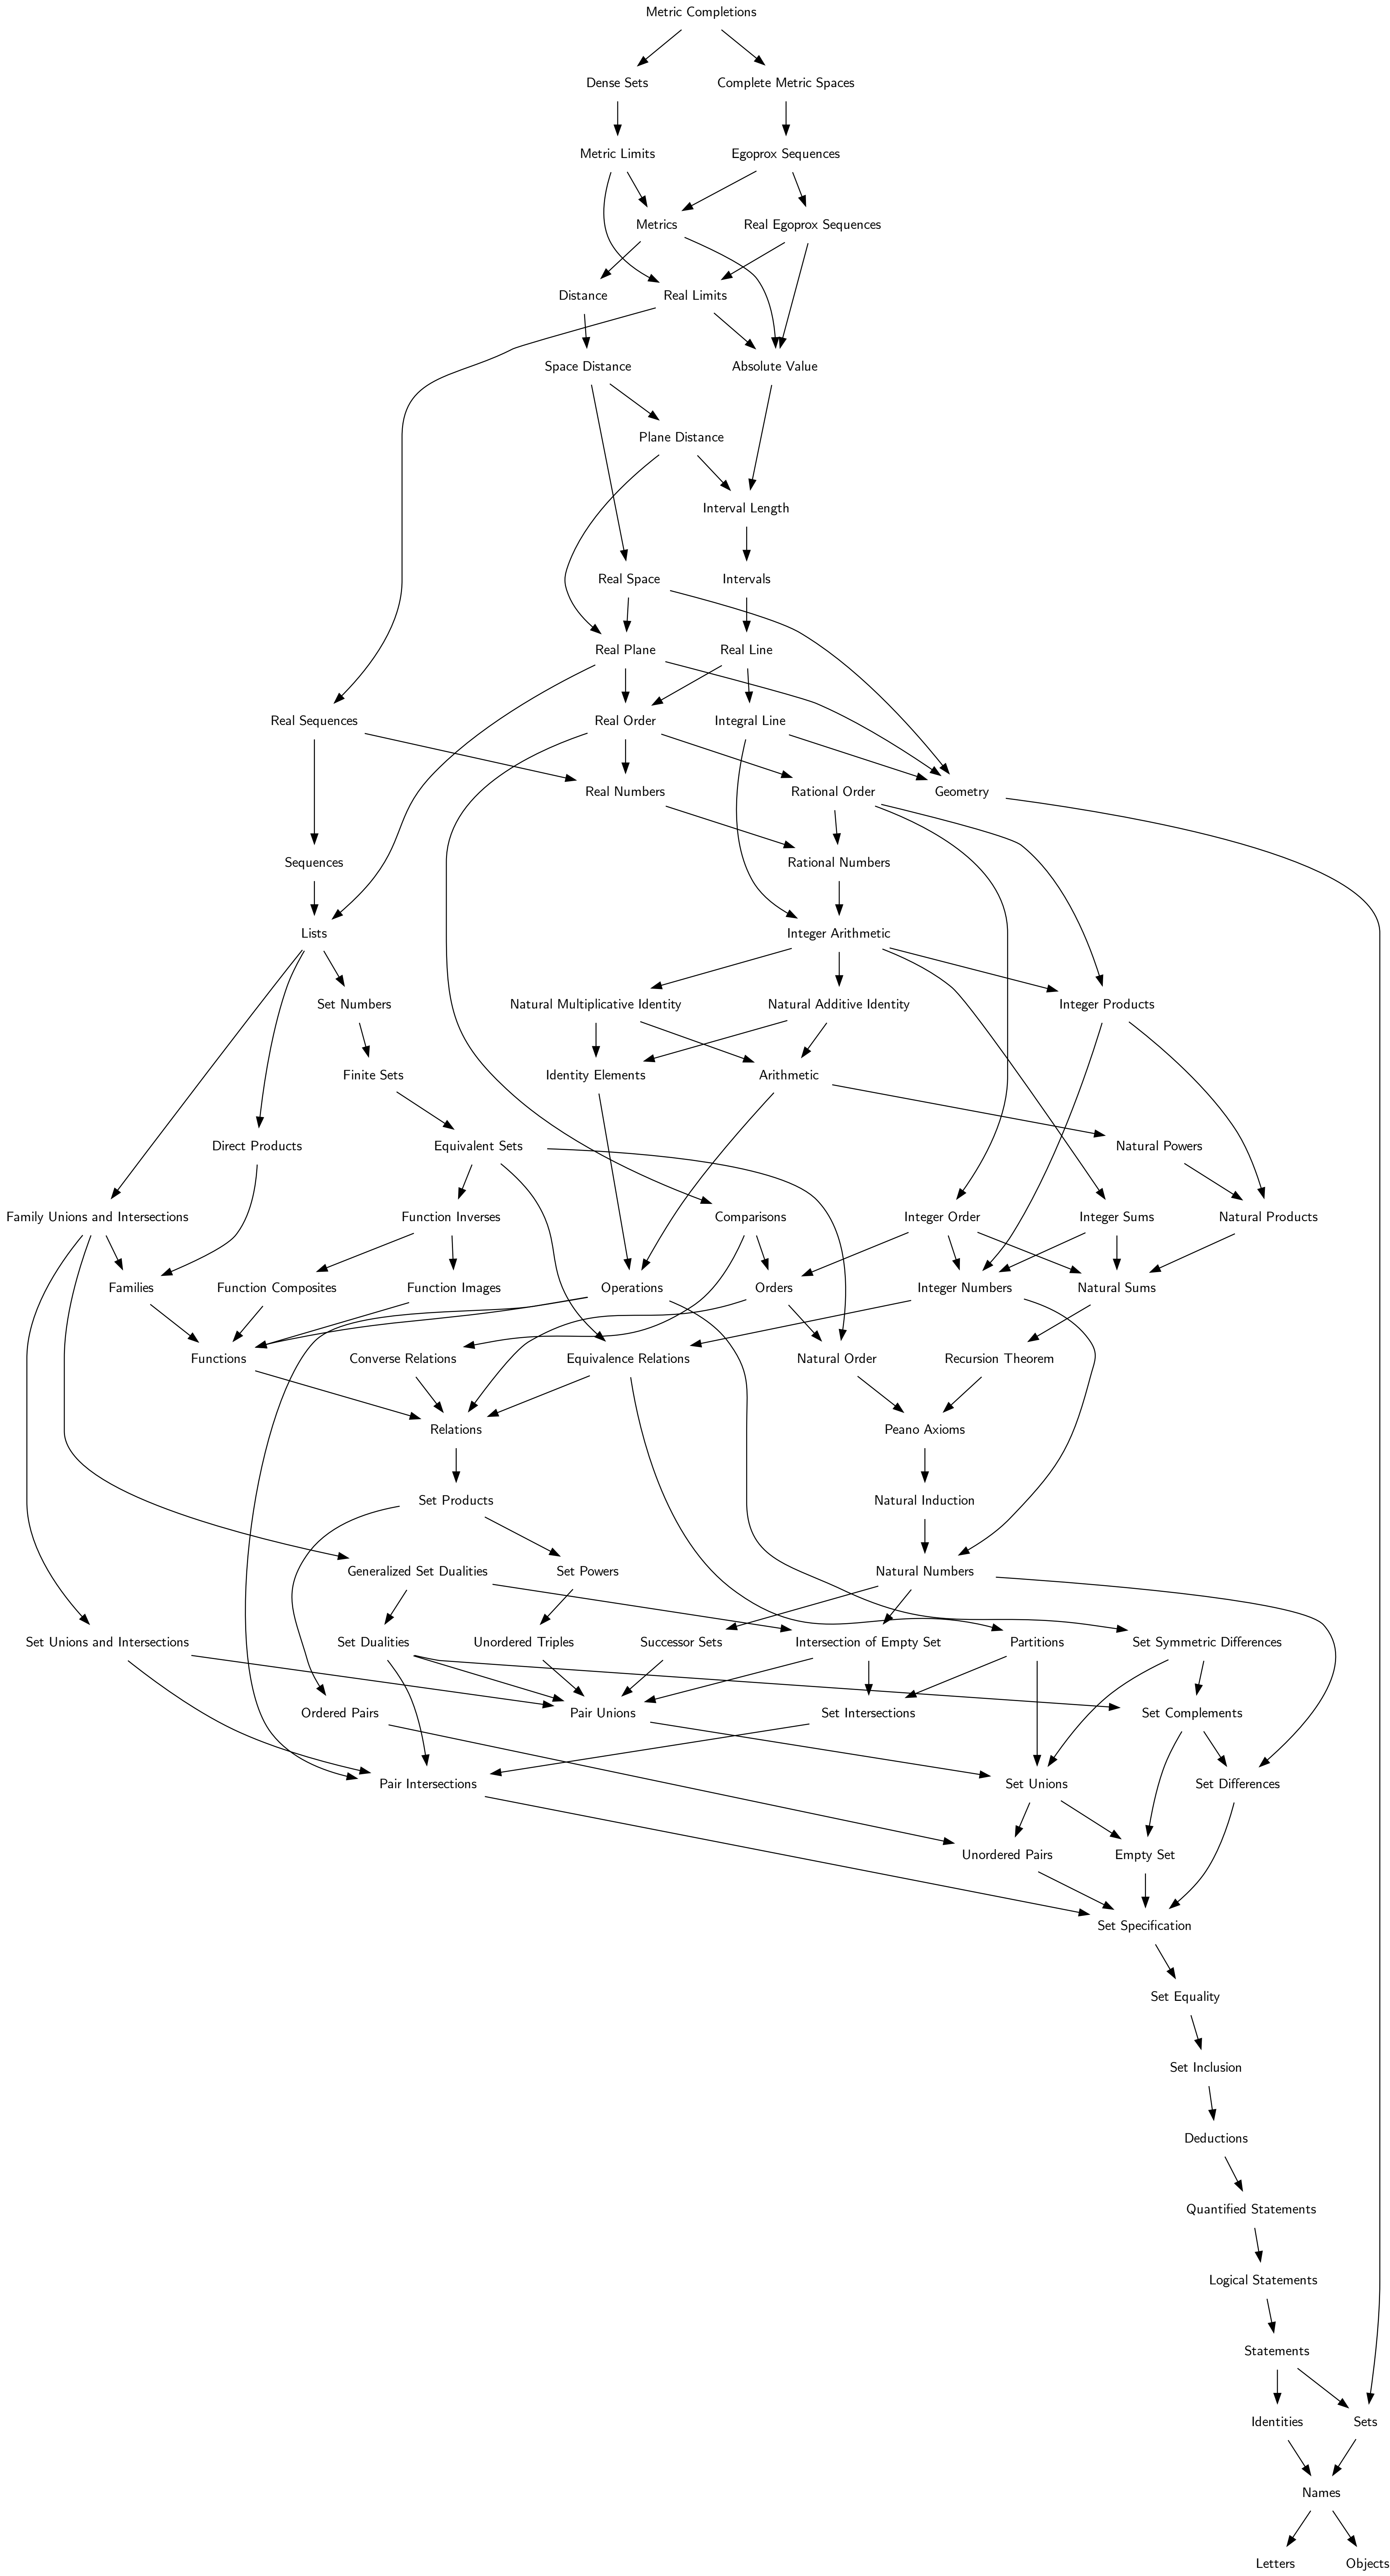 Metric Completions
Dense Sets
Complete Metric Spaces
Metric Limits
Egoprox Sequences
Metrics
Real Egoprox Sequences
Distance
Real Limits
Space Distance
Absolute Value
Plane Distance
Interval Length
Real Space
Intervals
Real Plane
Real Line
Real Sequences
Real Order
Integral Line
Real Numbers
Rational Order
Geometry
Sequences
Rational Numbers
Lists
Integer Arithmetic
Set Numbers
Natural Multiplicative Identity
Natural Additive Identity
Integer Products
Finite Sets
Identity Elements
Arithmetic
Direct Products
Equivalent Sets
Natural Powers
Family Unions and Intersections
Function Inverses
Comparisons
Integer Order
Integer Sums
Natural Products
Families
Function Composites
Function Images
Operations
Orders
Integer Numbers
Natural Sums
Functions
Converse Relations
Equivalence Relations
Natural Order
Recursion Theorem
Relations
Peano Axioms
Set Products
Natural Induction
Generalized Set Dualities
Set Powers
Natural Numbers
Set Unions and Intersections
Set Dualities
Unordered Triples
Successor Sets
Intersection of Empty Set
Partitions
Set Symmetric Differences
Ordered Pairs
Pair Unions
Set Intersections
Set Complements
Pair Intersections
Set Unions
Set Differences
Unordered Pairs
Empty Set
Set Specification
Set Equality
Set Inclusion
Deductions
Quantified Statements
Logical Statements
Statements
Identities
Sets
Names
Letters
Objects